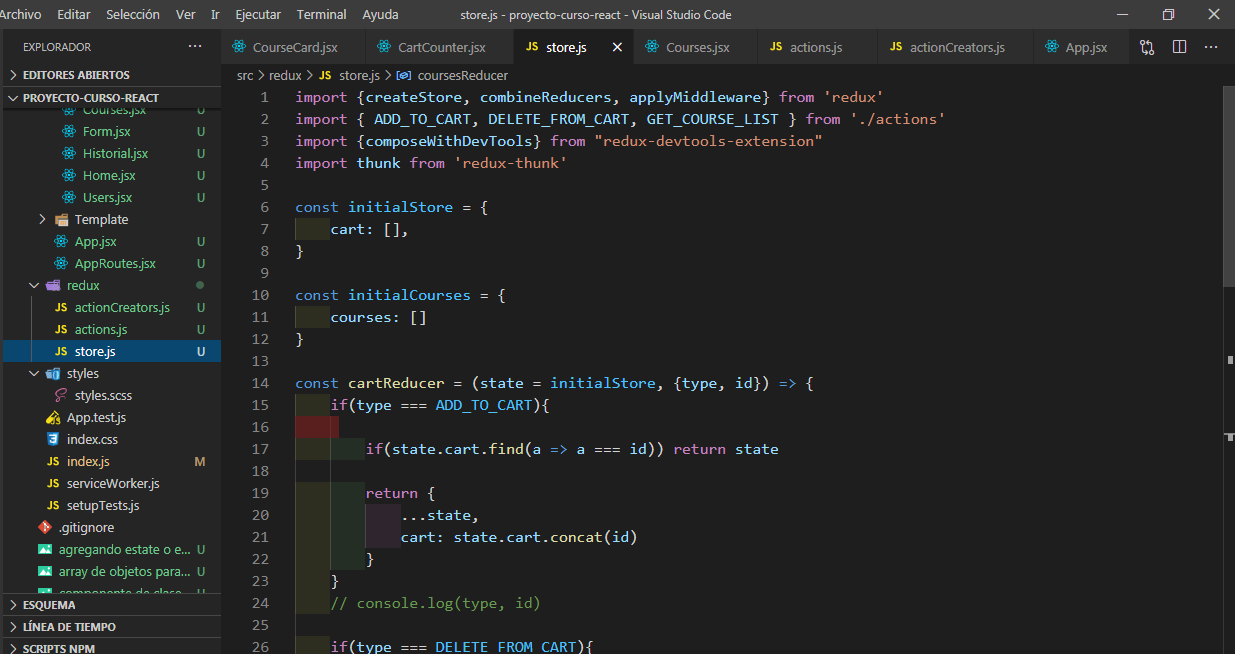 Archivo Editar Selección Ver Ir Ejecutar Terminal Ayuda store.js - proyecto-curso-react - Visual Studio Code
EXPLORADOR
EDITORES ABIERTOS
PROYECTO-CURSO-REACT
Courses.jsx U
Form.jsx U
Historial.jsx U
Home.jsx U
Users.jsx U
Template
App.jsx U
AppRoutes.jsx U
redux
JS actionCreators.js U
JS actions.js U
JS store.js U
styles
styles.scss
App.test.js
index.css
JS index.js M
JS serviceWorker.js
JS setupTests.js
.gitignore
agregando estate o e... U
array de objetos para... U
componente de clase U
ESQUEMA
LÍNEA DE TIEMPO
SCRIPTS NPM
CourseCard.jsx CartCounter.jsx JS store.js Courses.jsx JS actions.js JS actionCreators.js App.jsx
src > redux > JS store.js > coursesReducer
1 import {createStore, combineReducers, applyMiddleware} from 'redux'
2 import { ADD_TO_CART, DELETE_FROM_CART, GET_COURSE_LIST } from './actions'
3 import {composeWithDevTools} from "redux-devtools-extension"
4 import thunk from 'redux-thunk'
5
6 const initialStore = {
7 cart: [],
8 }
9
10 const initialCourses = {
11 courses: []
12 }
13
14 const cartReducer = (state = initialStore, {type, id}) => {
15 if(type === ADD_TO_CART){
16
17 if(state.cart.find(a => a === id)) return state
18
19 return {
20 ...state,
21 cart: state.cart.concat(id)
22 }
23 }
24 // console.log(type, id)
25
26 if(type === DELETE_FROM_CART){